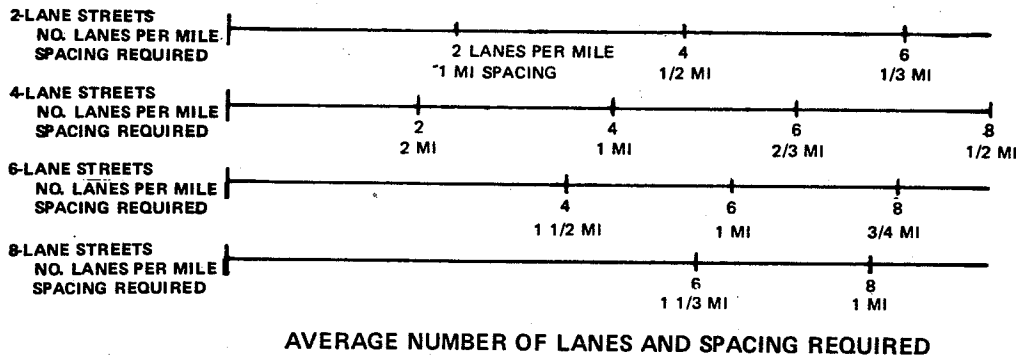 2-LANE STREETS
NO. LANES PER MILE
SPACING REQUIRED
2 LANES PER MILE 4 6
1 MI SPACING 1/2 MI 1/3 MI
4-LANE STREETS
NO. LANES PER MILE
SPACING REQUIRED
2 4 6 8
2 MI 1 MI 2/3 MI 1/2 MI
6-LANE STREETS
NO. LANES PER MILE
SPACING REQUIRED
4 6 8
1 1/2 MI 1 MI 3/4 MI
8-LANE STREETS
NO. LANES PER MILE
SPACING REQUIRED
6 8
1 1/3 MI 1 MI
AVERAGE NUMBER OF LANES AND SPACING REQUIRED